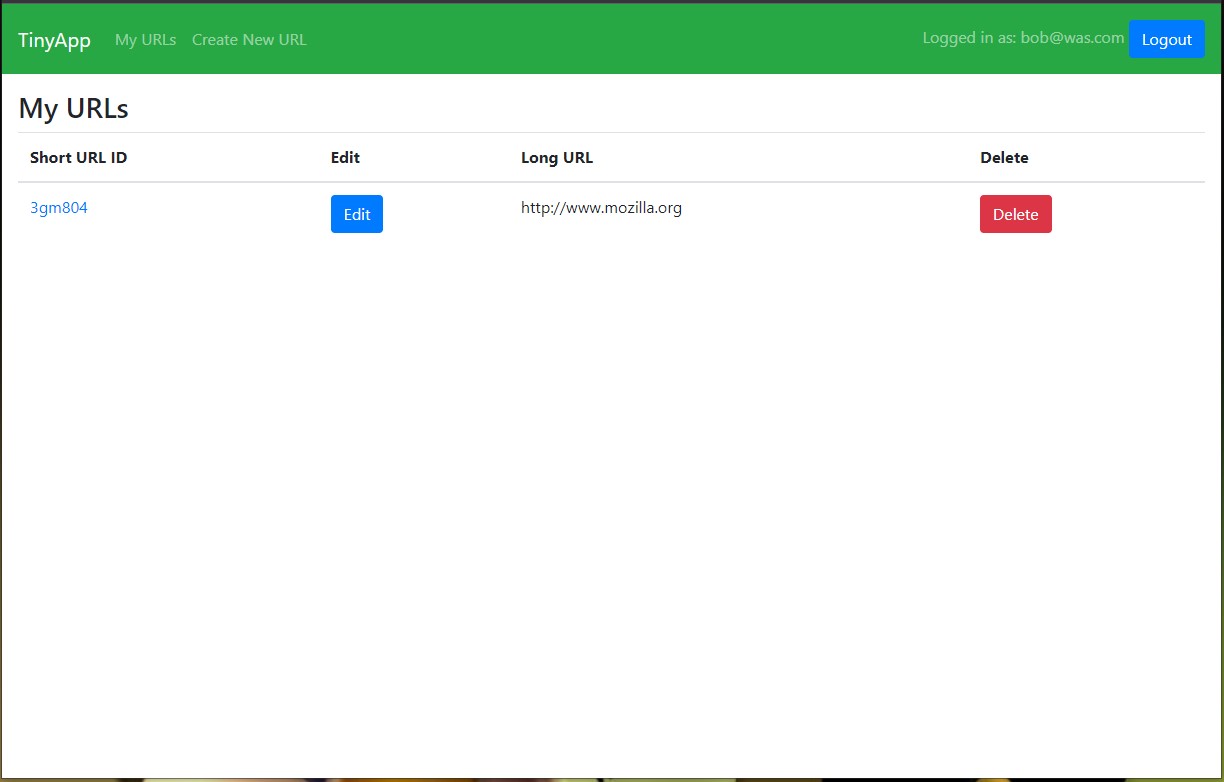 TinyApp My URLs Create New URL Logged in as: bob@was.com Logout
My URLs
Short URL ID Edit Long URL Delete
3gm804 Edit http://www.mozilla.org Delete